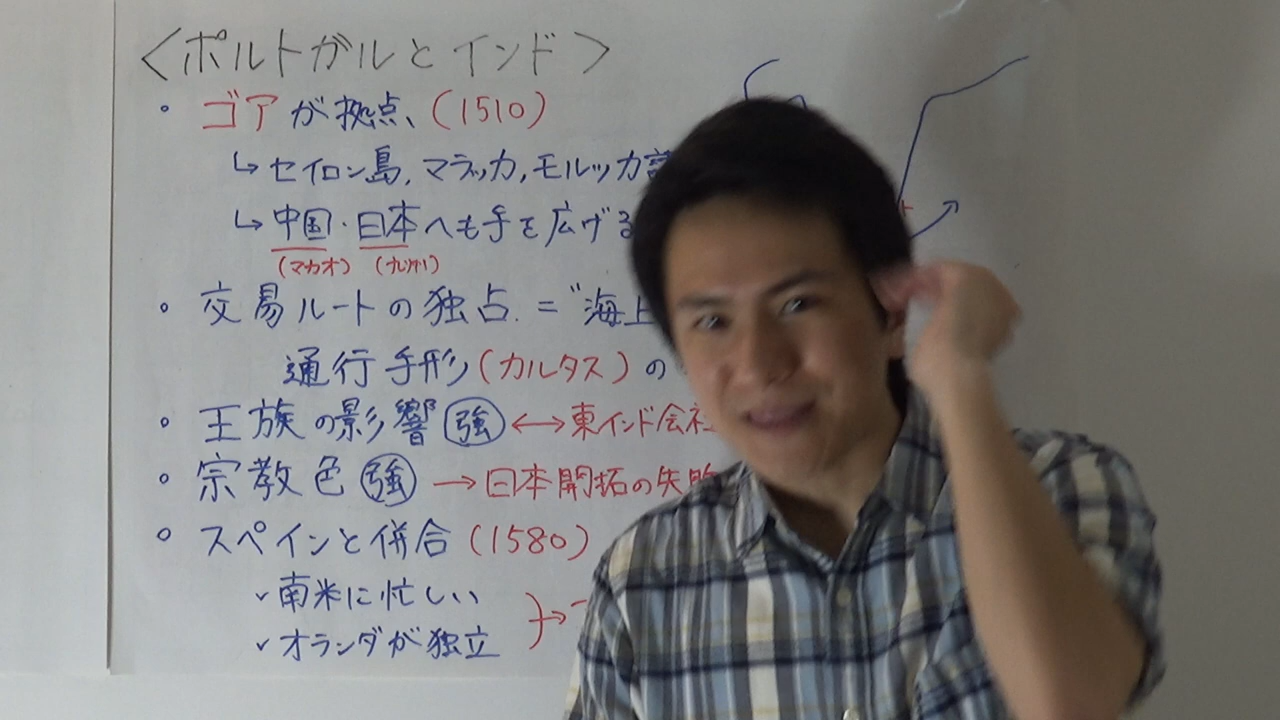 ＜ポルトガルとインド＞
・ゴアが拠点、(1510)
↳セイロン島, マラッカ, モルッカ諸
↳中国・日本へも手を広げる
(マカオ) (九州)
・交易ルートの独占. = "海上
通行手形(カルタス)の
・王族の影響 強 ↔ 東インド会社
・宗教色 強 → 日本開拓の失敗
・スペインと併合 (1580)
✓南米に忙しい
✓オランダが独立